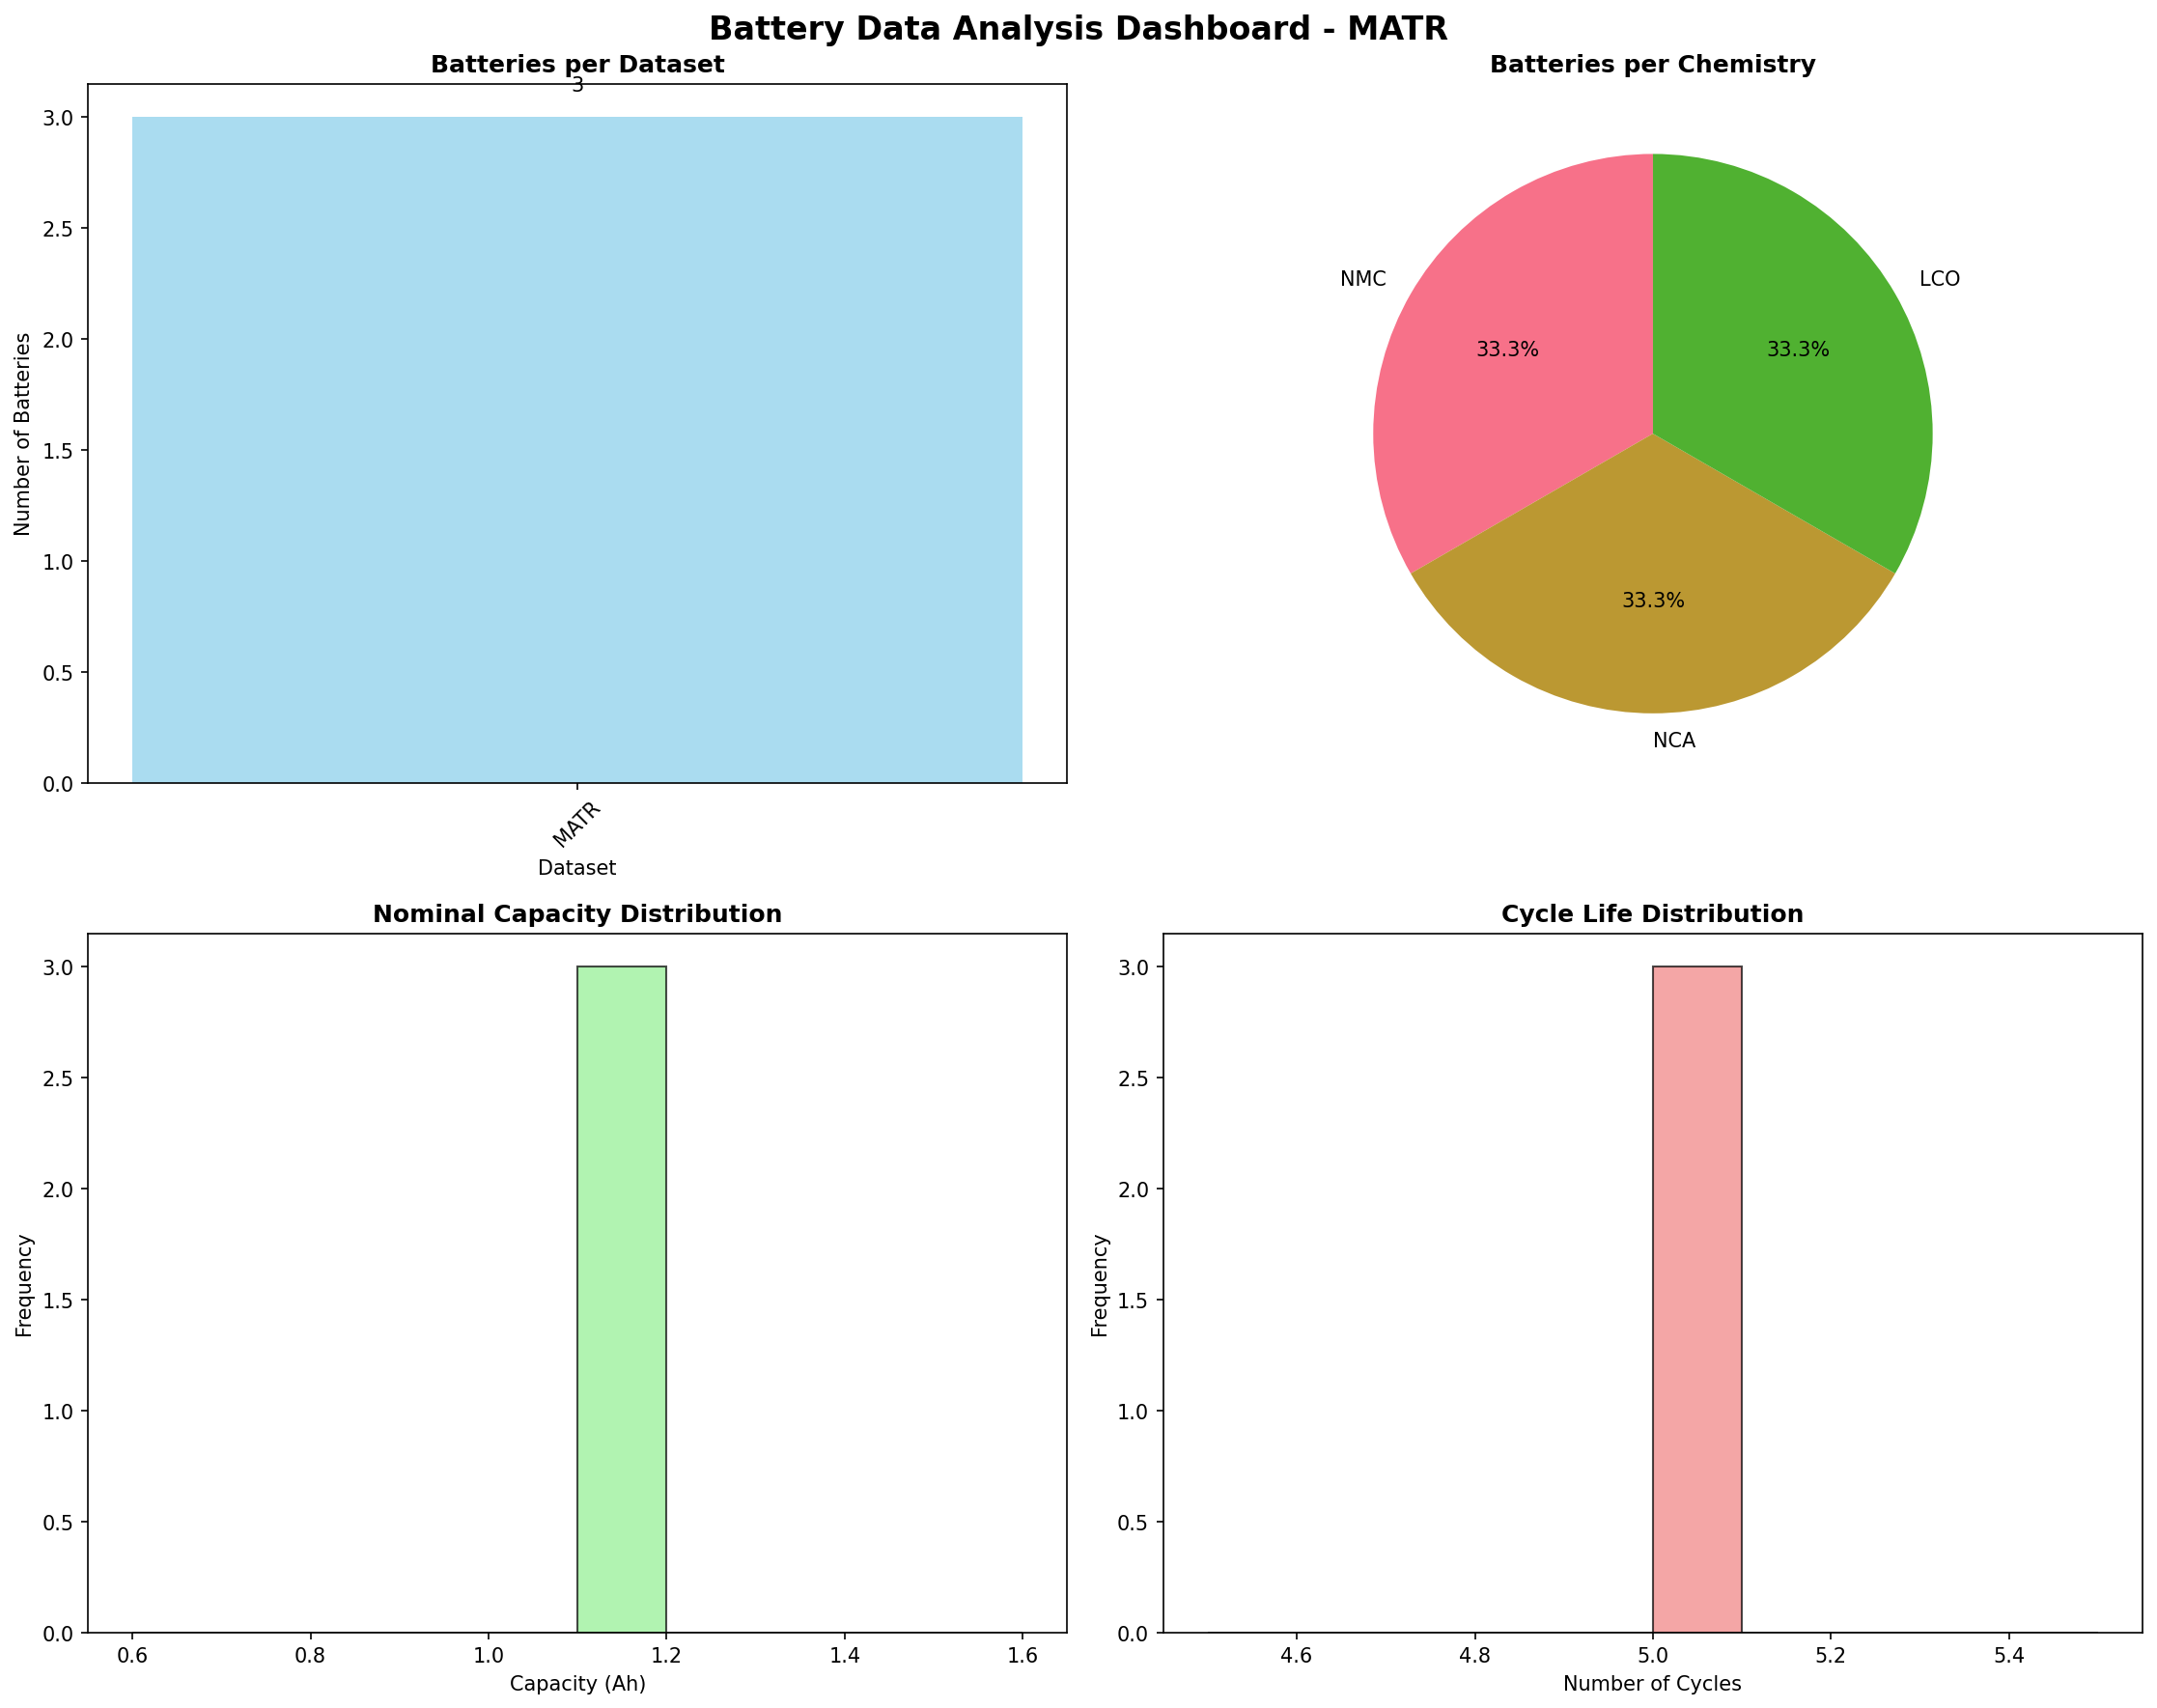 Battery Data Analysis Dashboard - MATR
Batteries per Dataset
3
3.0
2.5
2.0
1.5
1.0
0.5
0.0
Number of Batteries
MATR
Dataset
Batteries per Chemistry
NMC
LCO
33.3%
33.3%
33.3%
NCA
Nominal Capacity Distribution
3.0
2.5
2.0
1.5
1.0
0.5
0.0
Frequency
0.6 0.8 1.0 1.2 1.4 1.6
Capacity (Ah)
Cycle Life Distribution
3.0
2.5
2.0
1.5
1.0
0.5
0.0
Frequency
4.6 4.8 5.0 5.2 5.4
Number of Cycles